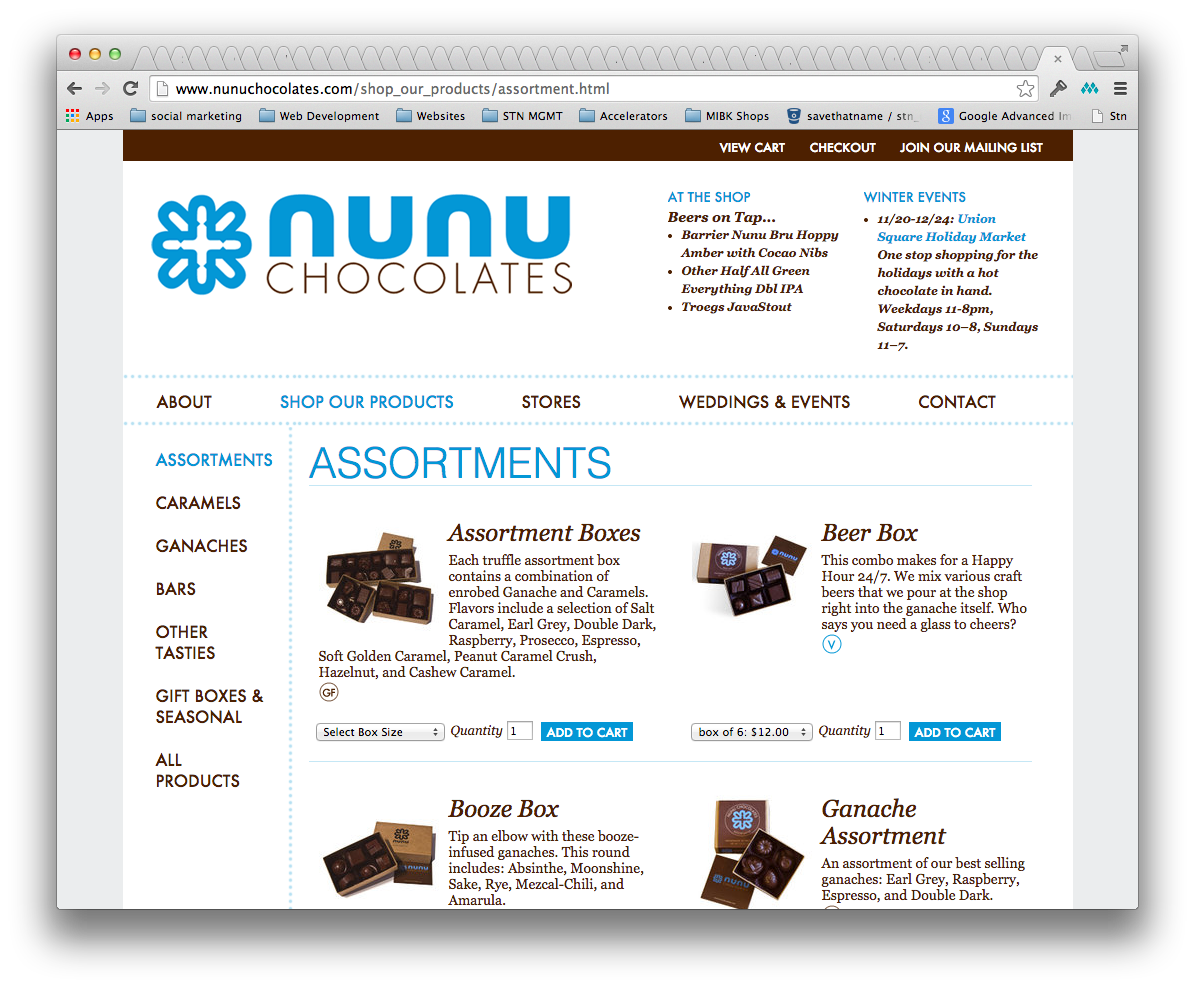 www.nunuchocolates.com/shop_our_products/assortment.html
Apps social marketing Web Development Websites STN MGMT Accelerators MIBK Shops savethatname / stn_ Google Advanced Im Stn
VIEW CART CHECKOUT JOIN OUR MAILING LIST
nunu
CHOCOLATES
AT THE SHOP
Beers on Tap...
• Barrier Nunu Bru Hoppy
Amber with Cocao Nibs
• Other Half All Green
Everything Dbl IPA
• Troegs JavaStout
WINTER EVENTS
• 11/20-12/24: Union
Square Holiday Market
One stop shopping for the
holidays with a hot
chocolate in hand.
Weekdays 11-8pm,
Saturdays 10–8, Sundays
11–7.
ABOUT SHOP OUR PRODUCTS STORES WEDDINGS & EVENTS CONTACT
ASSORTMENTS
CARAMELS
GANACHES
BARS
OTHER
TASTIES
GIFT BOXES &
SEASONAL
ALL
PRODUCTS
ASSORTMENTS
Assortment Boxes
Each truffle assortment box
contains a combination of
enrobed Ganache and Caramels.
Flavors include a selection of Salt
Caramel, Earl Grey, Double Dark,
Raspberry, Prosecco, Espresso,
Soft Golden Caramel, Peanut Caramel Crush,
Hazelnut, and Cashew Caramel.
GF
Select Box Size Quantity 1 ADD TO CART
nunu
Beer Box
This combo makes for a Happy
Hour 24/7. We mix various craft
beers that we pour at the shop
right into the ganache itself. Who
says you need a glass to cheers?
V
box of 6: $12.00 Quantity 1 ADD TO CART
nunu
Booze Box
Tip an elbow with these booze-
infused ganaches. This round
includes: Absinthe, Moonshine,
Sake, Rye, Mezcal-Chili, and
Amarula.
nunu
Ganache
Assortment
An assortment of our best selling
ganaches: Earl Grey, Raspberry,
Espresso, and Double Dark.